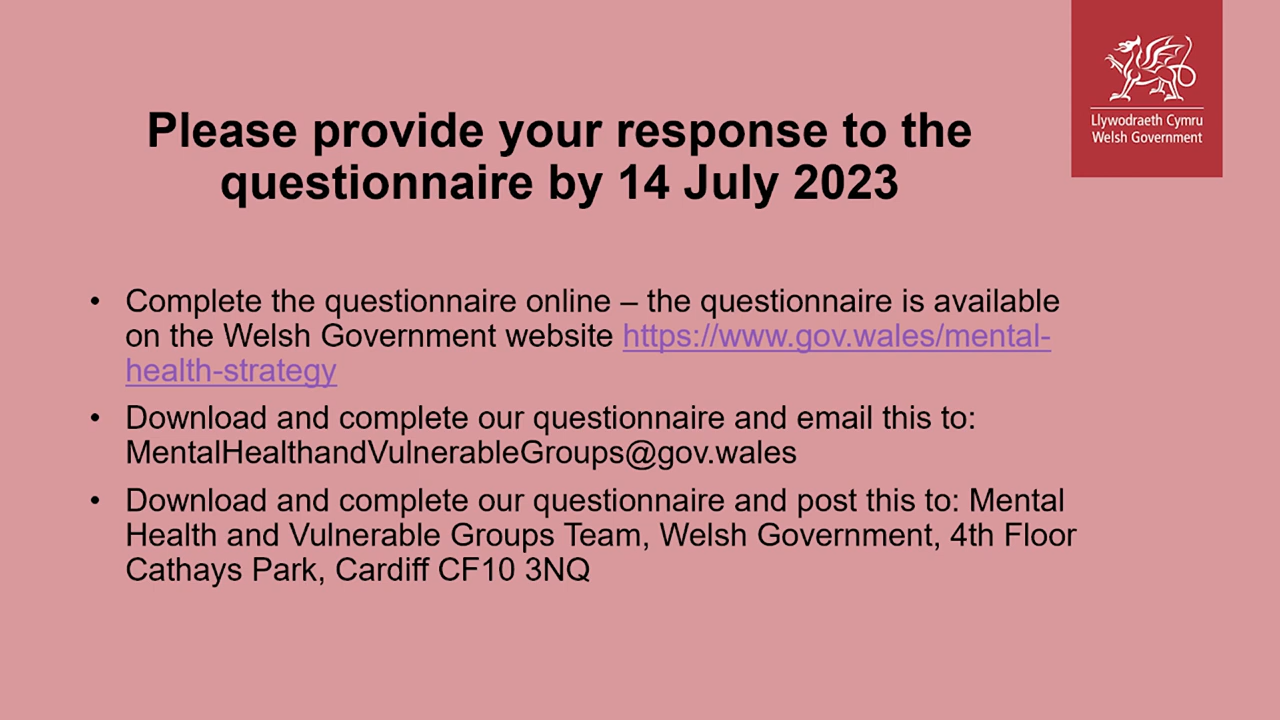 Llywodraeth Cymru
Welsh Government
Please provide your response to the
questionnaire by 14 July 2023
• Complete the questionnaire online – the questionnaire is available
on the Welsh Government website https://www.gov.wales/mental-
health-strategy
• Download and complete our questionnaire and email this to:
MentalHealthandVulnerableGroups@gov.wales
• Download and complete our questionnaire and post this to: Mental
Health and Vulnerable Groups Team, Welsh Government, 4th Floor
Cathays Park, Cardiff CF10 3NQ